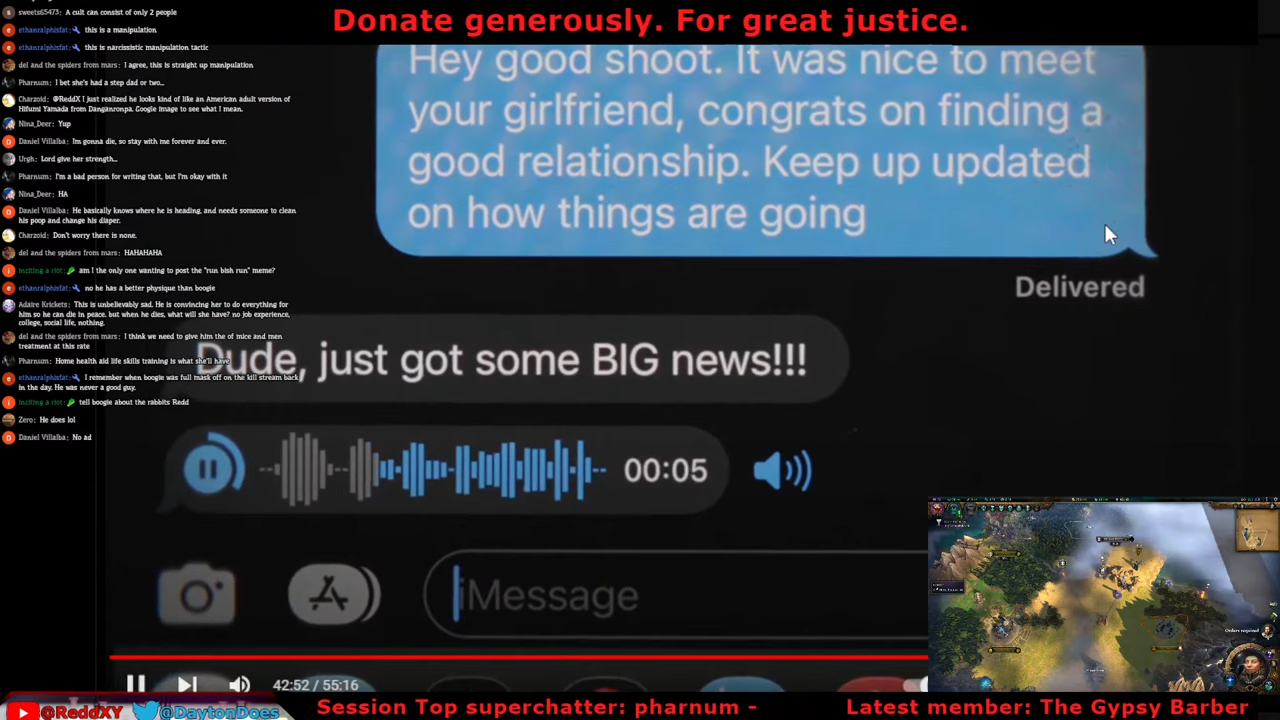 Donate generously. For great justice.
sweets65473: A cult can consist of only 2 people
ethanralphisfat: this is a manipulation
ethanralphisfat: this is narcissistic manipulation tactic
del and the spiders from mars: I agree, this is straight up manipulation
Pharnum: I bet she's had a step dad or two...
Charzoid: @ReddX I just realized he looks kind of like an American adult version of
Hifumi Yamada from Danganronpa. Google image to see what I mean.
Nina_Deer: Yup
Daniel Villalba: Im gonna die, so stay with me forever and ever.
Urgh: Lord give her strength...
Pharnum: I'm a bad person for writing that, but I'm okay with it
Nina_Deer: HA
Daniel Villalba: He basically knows where he is heading, and needs someone to clean
his poop and change his diaper.
Charzoid: Don't worry there is none.
del and the spiders from mars: HAHAHAHA
inciting a riot: am I the only one wanting to post the "run bish run" meme?
ethanralphisfat: no he has a better physique than boogie
Adaire Krickets: This is unbelievably sad. He is convincing her to do everything for
him so he can die in peace. but when he dies, what will she have? no job experience,
college, social life, nothing.
del and the spiders from mars: I think we need to give him the of mice and men
treatment at this rate
Pharnum: Home health aid life skills training is what she'll have
ethanralphisfat: I remember when boogie was full mask off on the kill stream back
in the day. He was never a good guy.
inciting a riot: tell boogie about the rabbits Redd
Zero: He does lol
Daniel Villalba: No ad
Hey good shoot. It was nice to meet
your girlfriend, congrats on finding a
good relationship. Keep up updated
on how things are going
Delivered
Dude, just got some BIG news!!!
00:05
iMessage
42:52 / 55:16
Orders required
@ReddXY
@DaytonDoes
Session Top superchatter: pharnum -
Latest member: The Gypsy Barber